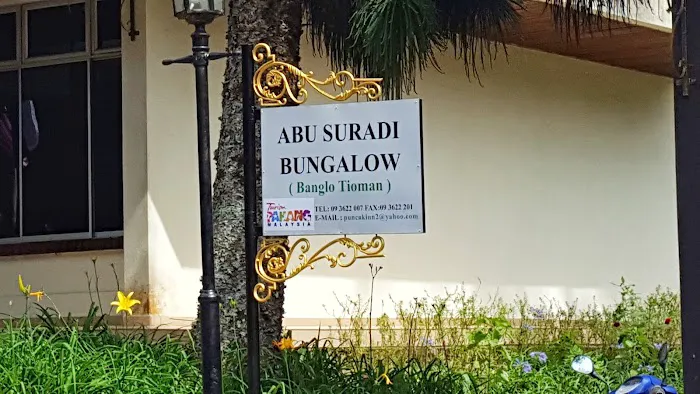 ABU SURADI
BUNGALOW
( Banglo Tioman )
TEL: 09 3622 007 FAX:09 3622 201
E-MAIL : puncakinn2@yahoo.com
Tourism
PAHANG
MALAYSIA